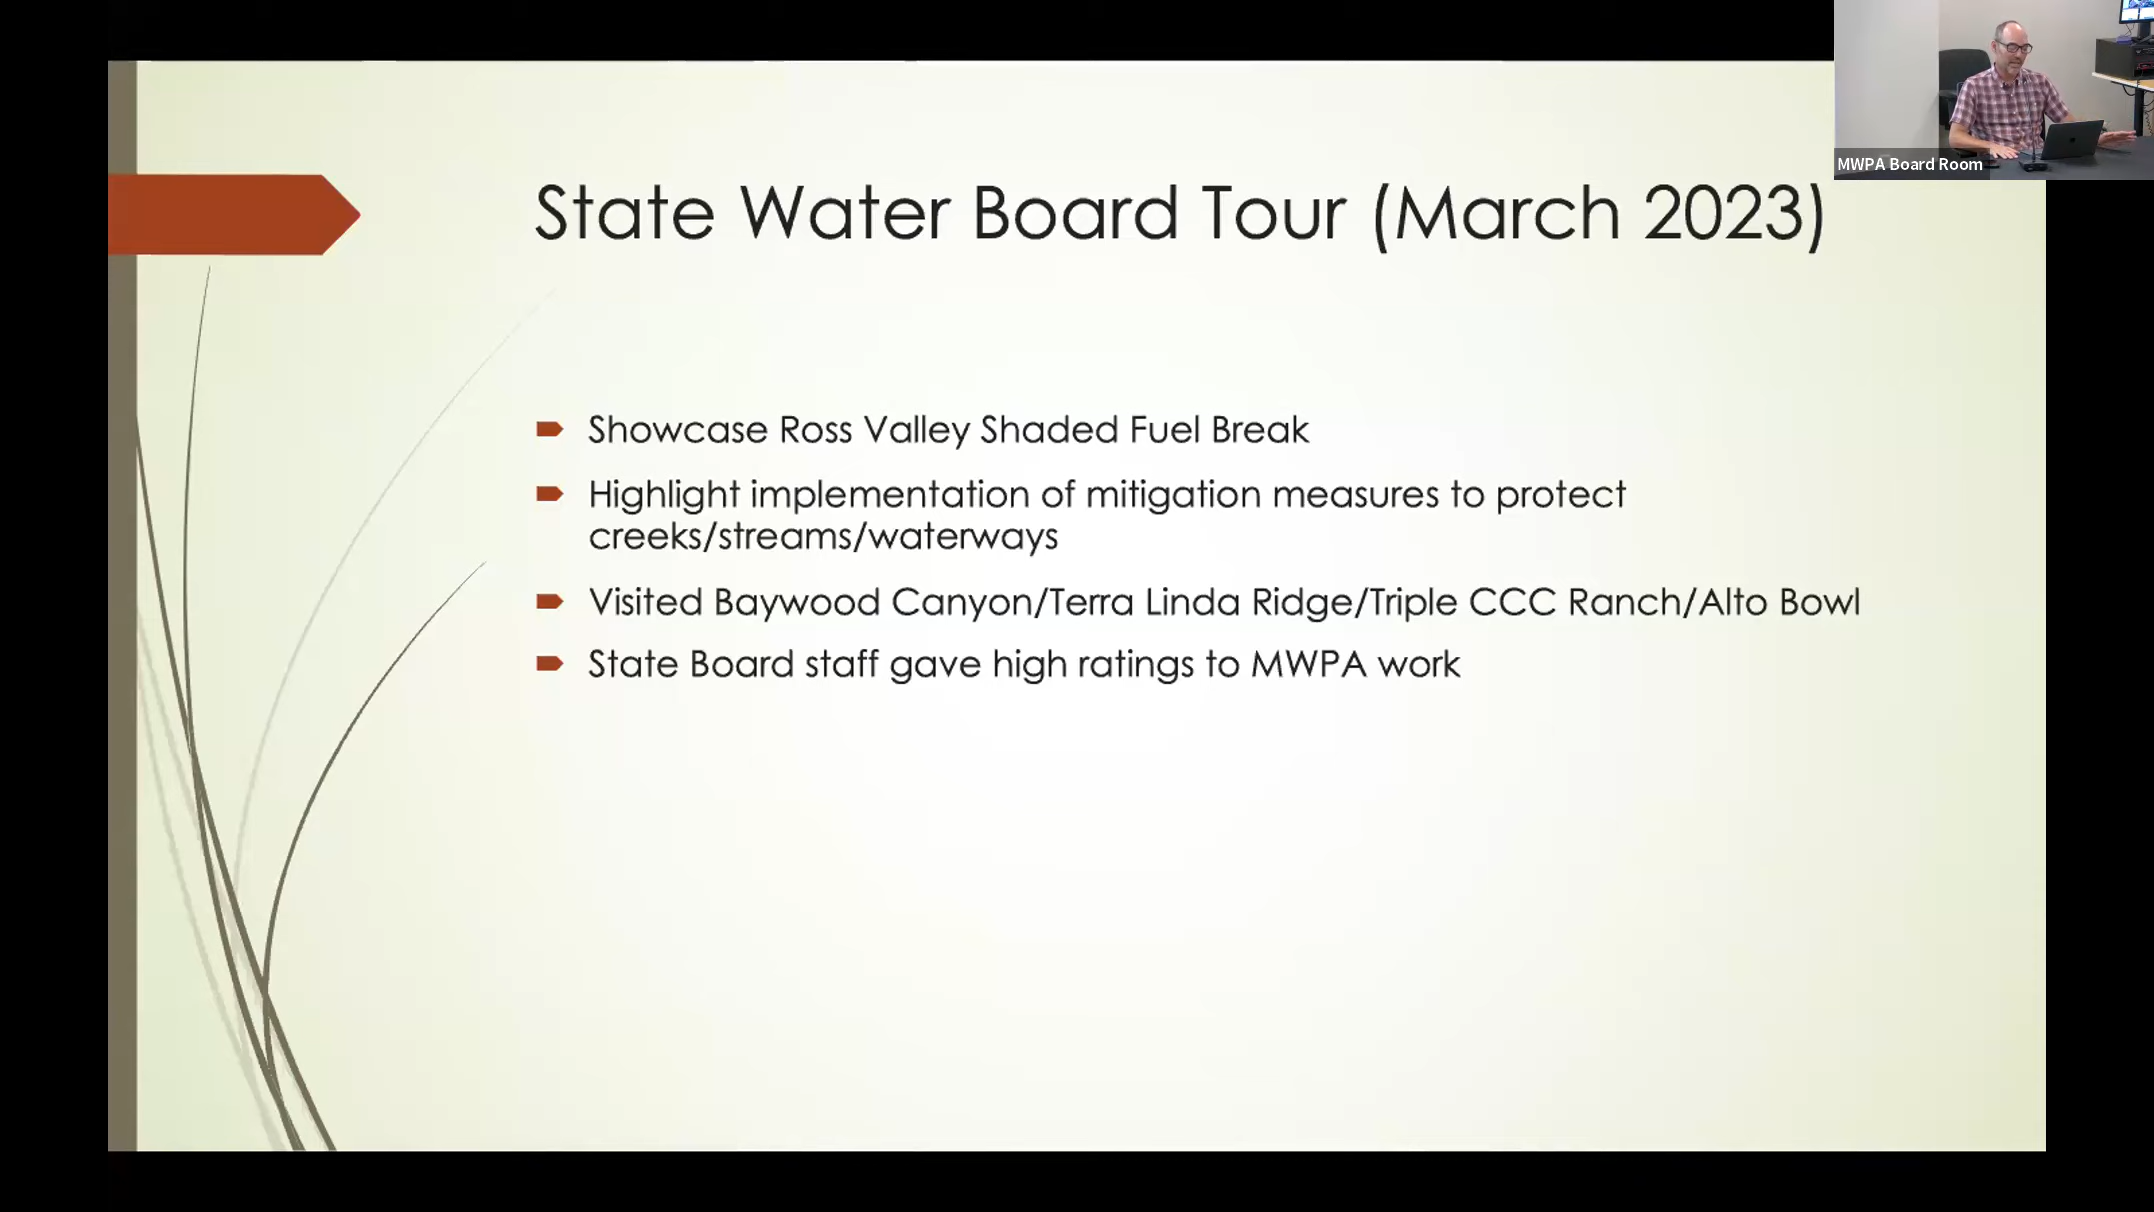 MWPA Board Room
State Water Board Tour (March 2023)
Showcase Ross Valley Shaded Fuel Break
Highlight implementation of mitigation measures to protect
creeks/streams/waterways
Visited Baywood Canyon/Terra Linda Ridge/Triple CCC Ranch/Alto Bowl
State Board staff gave high ratings to MWPA work